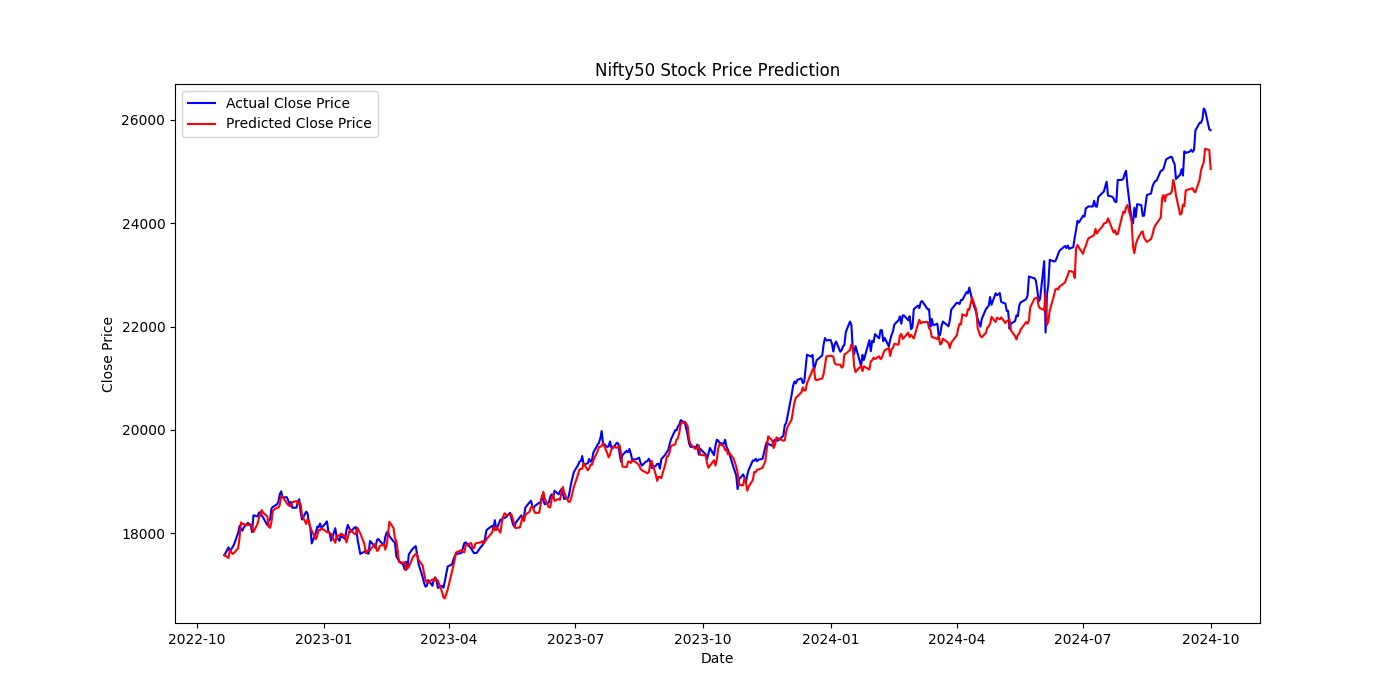 Nifty50 Stock Price Prediction
Actual Close Price
Predicted Close Price
26000
24000
22000
20000
18000
Close Price
2022-10 2023-01 2023-04 2023-07 2023-10 2024-01 2024-04 2024-07 2024-10
Date